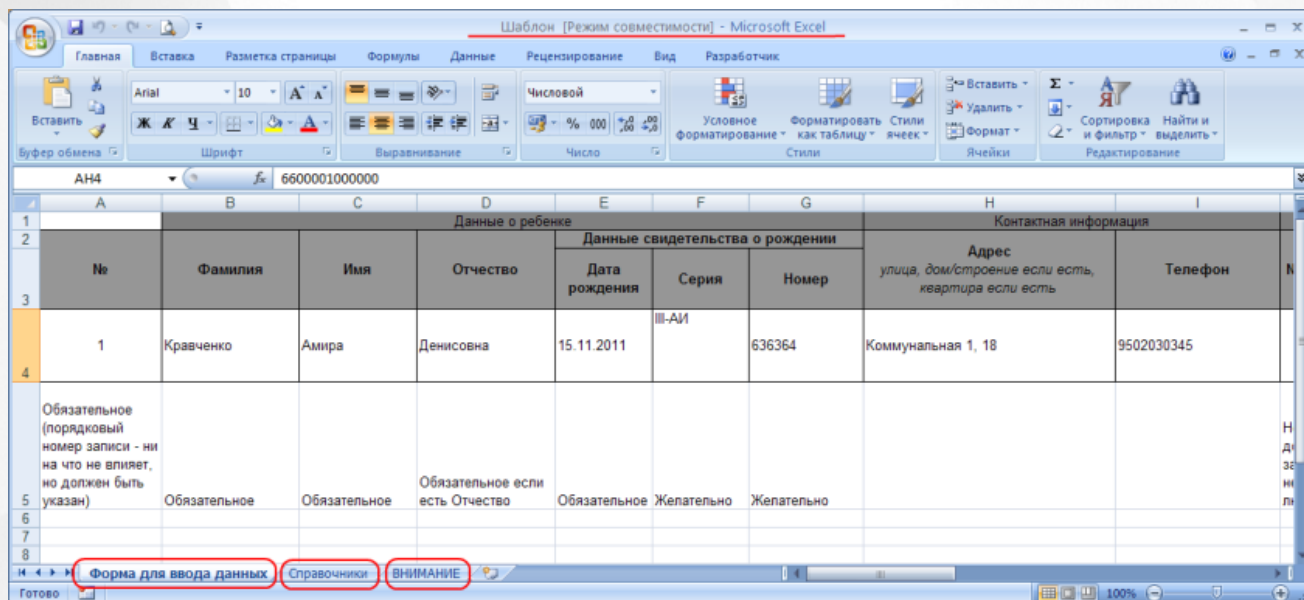 Шаблон [Режим совместимости] - Microsoft Excel
Главная Вставка Разметка страницы Формулы Данные Рецензирование Вид Разработчик
Вставить
Arial 10
Ж К Ч
Числовой
% 000
Условное форматирование
Форматировать как таблицу
Стили ячеек
Вставить
Удалить
Формат
Сортировка и фильтр
Найти и выделить
Буфер обмена Шрифт Выравнивание Число Стили Ячейки Редактирование
AH4 fx 6600001000000
A B C D E F G H I
1 Данные о ребенке Контактная информация
2 Данные свидетельства о рождении
3 № Фамилия Имя Отчество
Дата
рождения
Серия Номер
Адрес
улица, дом/строение если есть,
квартира если есть
Телефон
III-АИ
1 Кравченко Амира Денисовна 15.11.2011 636364 Коммунальная 1, 18 9502030345
4
Обязательное
(порядковый
номер записи - ни
на что не влияет,
но должен быть
5 указан)
Обязательное Обязательное
Обязательное если
есть Отчество
Обязательное Желательно Желательно
6
7
8
Форма для ввода данных Справочники ВНИМАНИЕ
Готово 100%